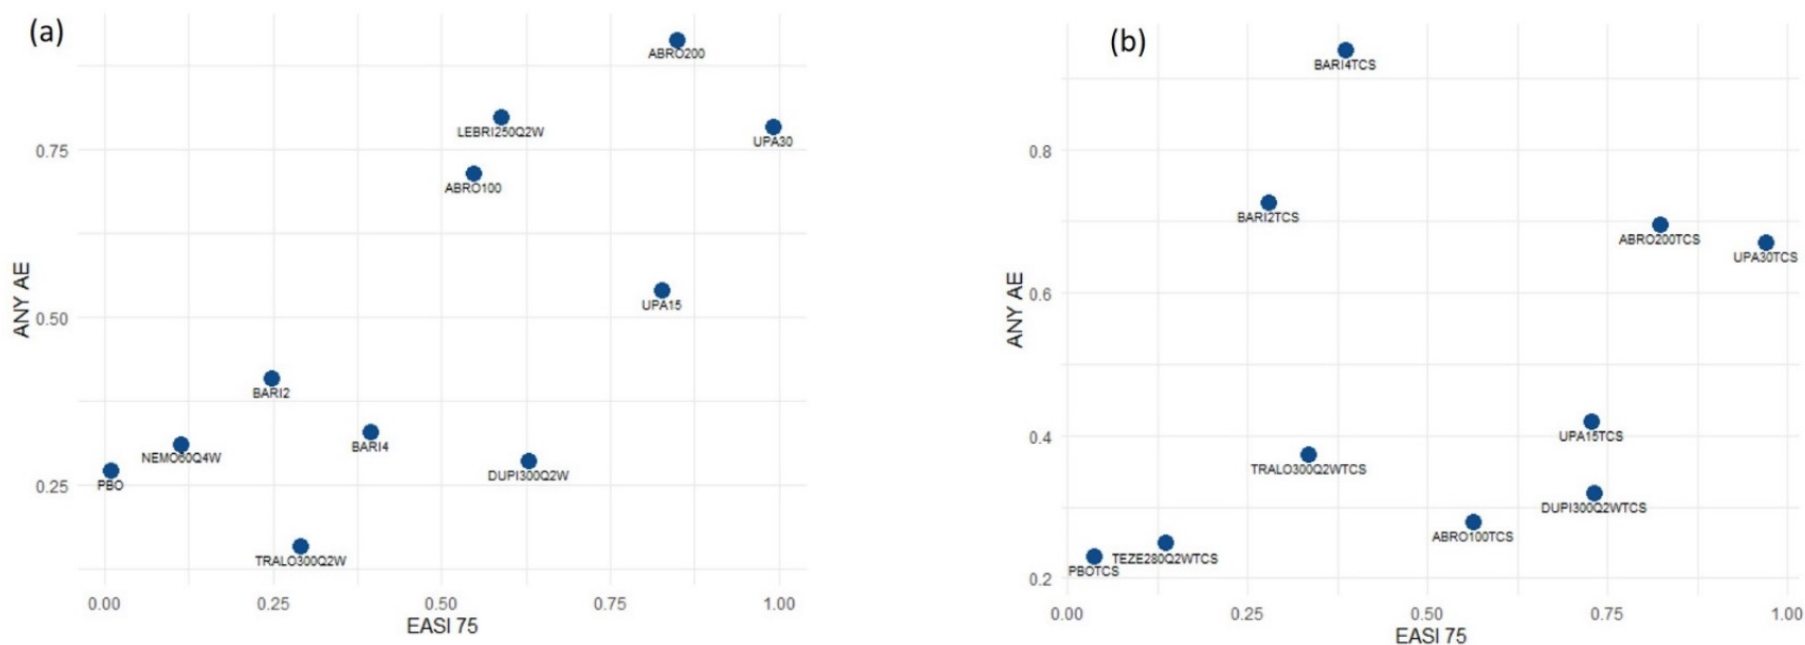 (a)
ANY AE
0.75
0.50
0.25
ABRO200
LEBRI250Q2W
UPA30
ABRO100
UPA15
BARI2
BARI4
NEMO60Q4W
PBO
DUPI300Q2W
TRALO300Q2W
0.00 0.25 0.50 0.75 1.00
EASI 75
(b)
ANY AE
0.8
0.6
0.4
0.2
BARI4TCS
BARI2TCS
ABRO200TCS
UPA30TCS
UPA15TCS
TRALO300Q2WTCS
DUPI300Q2WTCS
ABRO100TCS
TEZE280Q2WTCS
PBOTCS
0.00 0.25 0.50 0.75 1.00
EASI 75